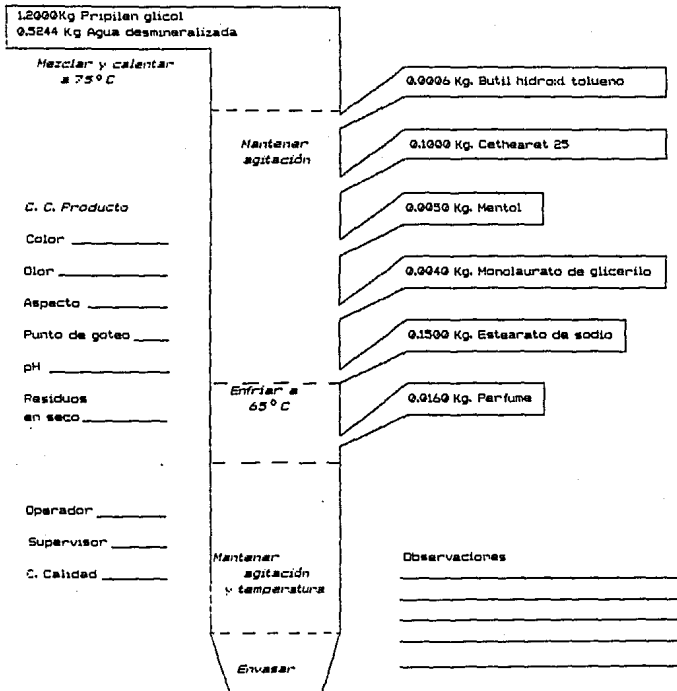 1.2000Kg Pripilen glicol
0.5244 Kg Agua desmineralizada
Mezclar y calentar
a 75°C
0.0006 Kg. Butil hidroxi tolueno
Mantener
agitación
0.1000 Kg. Cethearet 25
C. C. Producto
0.0050 Kg. Mentol
Color
Olor
0.0040 Kg. Monolaurato de glicerilo
Aspecto
Punto de goteo
0.1500 Kg. Estearato de sodio
pH
Enfriar a
65°C
Residuos
en seco
0.0160 Kg. Perfume
Operador
Supervisor
C. Calidad
Mantener
agitación
y temperatura
Observaciones
Envasar